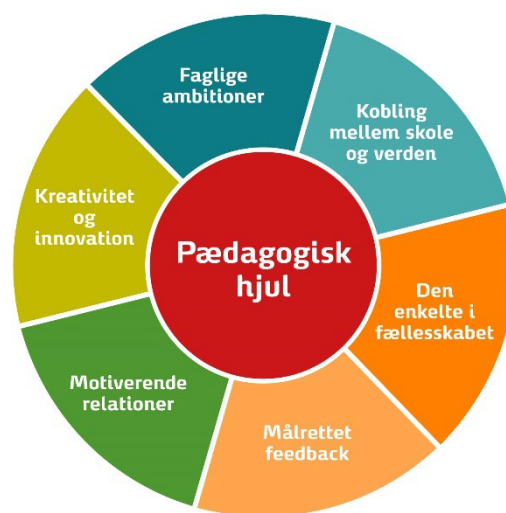 Faglige
ambitioner
Kobling
mellem skole
og verden
Den
enkelte i
fællesskabet
Målrettet
feedback
Motiverende
relationer
Kreativitet
og
innovation
Pædagogisk
hjul